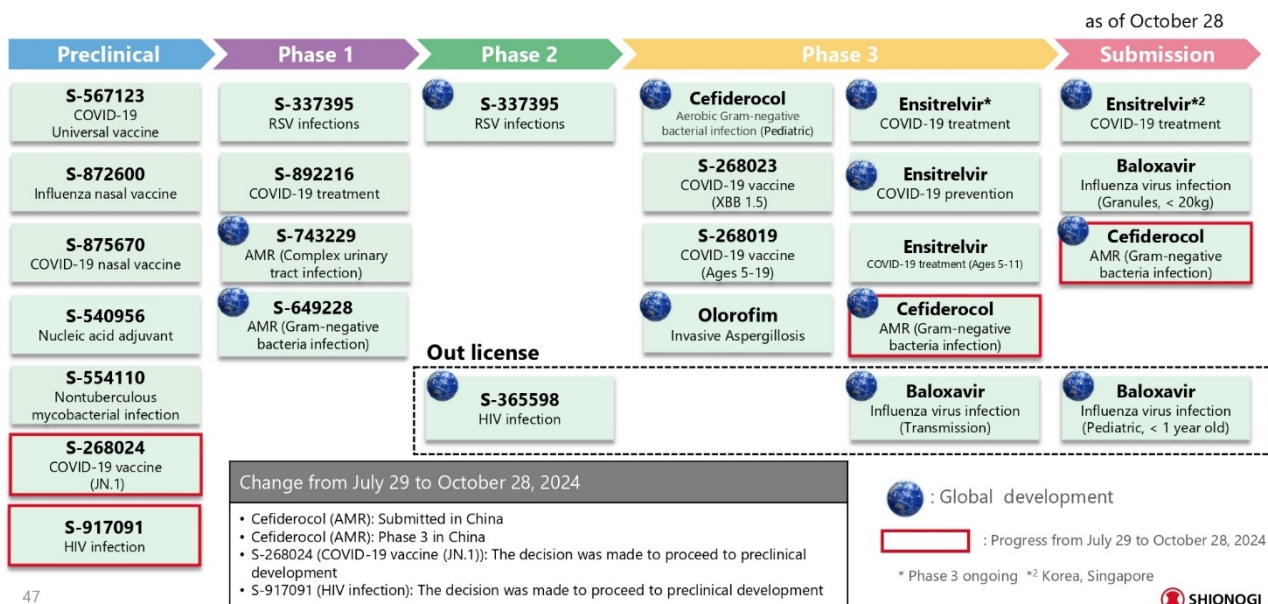 as of October 28
Preclinical
Phase 1
Phase 2
Phase 3
Submission
S-567123
COVID-19
Universal vaccine
S-872600
Influenza nasal vaccine
S-875670
COVID-19 nasal vaccine
S-540956
Nucleic acid adjuvant
S-554110
Nontuberculous
mycobacterial infection
S-268024
COVID-19 vaccine
(JN.1)
S-917091
HIV infection
S-337395
RSV infections
S-892216
COVID-19 treatment
S-743229
AMR (Complex urinary
tract infection)
S-649228
AMR (Gram-negative
bacteria infection)
S-337395
RSV infections
Cefiderocol
Aerobic Gram-negative
bacterial infection (Pediatric)
S-268023
COVID-19 vaccine
(XBB 1.5)
S-268019
COVID-19 vaccine
(Ages 5-19)
Olorofim
Invasive Aspergillosis
Ensitrelvir*
COVID-19 treatment
Ensitrelvir
COVID-19 prevention
Ensitrelvir
COVID-19 treatment (Ages 5-11)
Cefiderocol
AMR (Gram-negative
bacteria infection)
Ensitrelvir*2
COVID-19 treatment
Baloxavir
Influenza virus infection
(Granules, < 20kg)
Cefiderocol
AMR (Gram-negative
bacteria infection)
Out license
S-365598
HIV infection
Baloxavir
Influenza virus infection
(Transmission)
Baloxavir
Influenza virus infection
(Pediatric, < 1 year old)
Change from July 29 to October 28, 2024
• Cefiderocol (AMR): Submitted in China
• Cefiderocol (AMR): Phase 3 in China
• S-268024 (COVID-19 vaccine (JN.1)): The decision was made to proceed to preclinical
development
• S-917091 (HIV infection): The decision was made to proceed to preclinical development
: Global development
: Progress from July 29 to October 28, 2024
* Phase 3 ongoing *2 Korea, Singapore
47
SHIONOGI